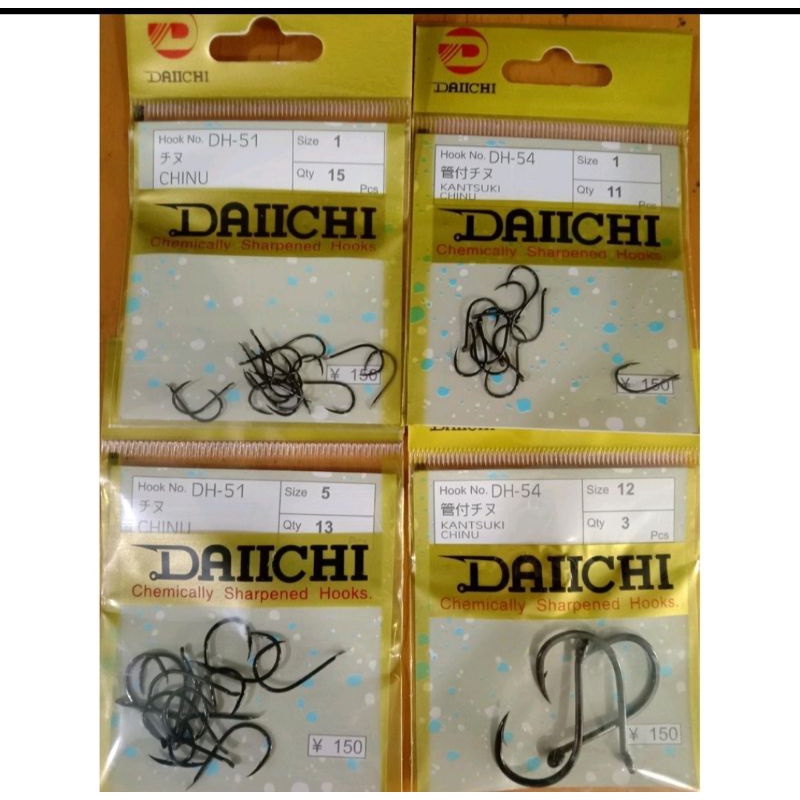 DAIICHI
Hook No. DH-51 Size 1
チヌ
CHINU Qty 15 Pcs
DAIICHI
Chemically Sharpened Hooks
¥ 150
DAIICHI
Hook No. DH-54 Size 1
管付チヌ
KANTSUKI Qty 11
CHINU Pcs
DAIICHI
Chemically Sharpened Hooks.
¥ 150
Hook No. DH-51 Size 5
チヌ
CHINU Qty 13
DAIICHI
Chemically Sharpened Hooks.
¥ 150
DAIICHI
Hook No. DH-54 Size 12
管付チヌ
KANTSUKI Qty 3
CHINU Pcs
DAIICHI
Chemically Sharpened Hooks.
¥ 150